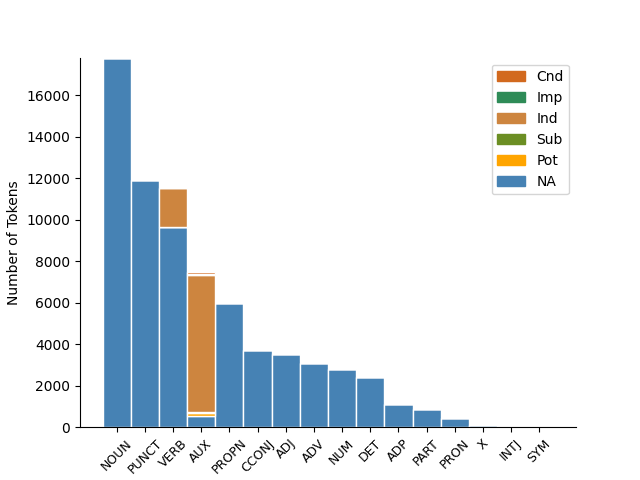 Cnd
Imp
Ind
Sub
Pot
NA
Number of Tokens
16000
14000
12000
10000
8000
6000
4000
2000
0
NOUN PUNCT VERB AUX PROPN CCONJ ADJ ADV NUM DET ADP PART PRON X INTJ SYM